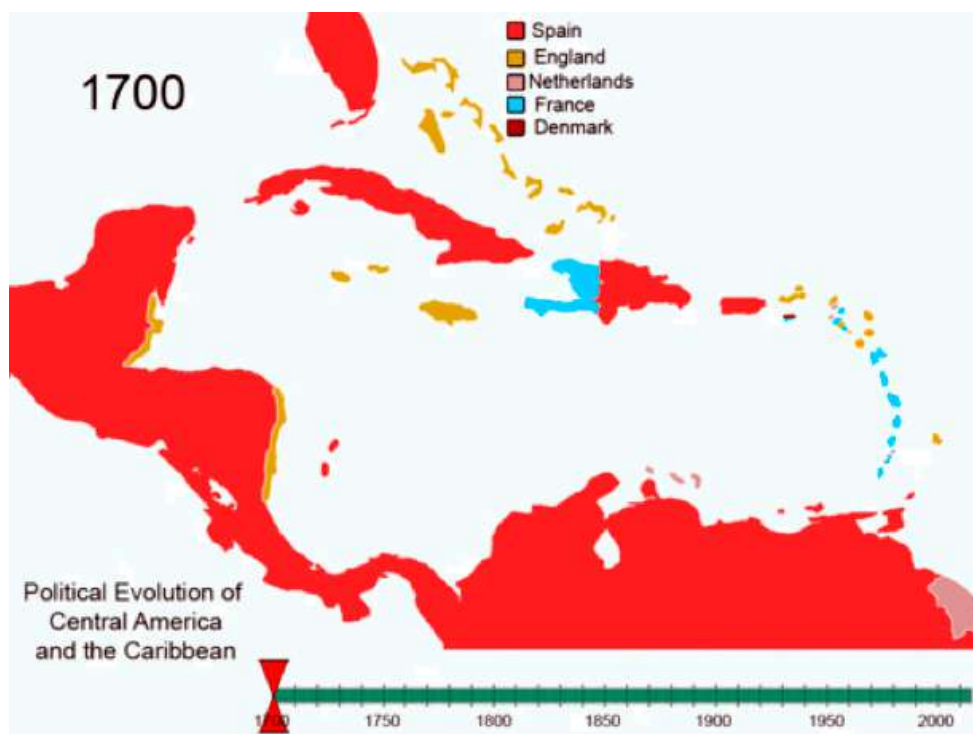 1700
Spain
England
Netherlands
France
Denmark
Political Evolution of
Central America
and the Caribbean
1700
1750
1800
1850
1900
1950
2000